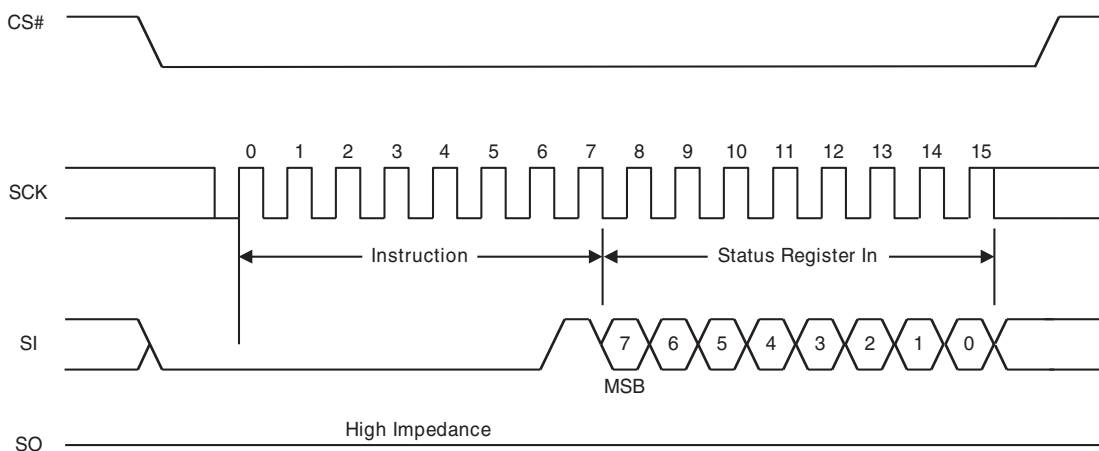 CS#
0 1 2 3 4 5 6 7 8 9 10 11 12 13 14 15
SCK
Instruction Status Register In
SI 7 6 5 4 3 2 1 0
MSB
High Impedance
SO